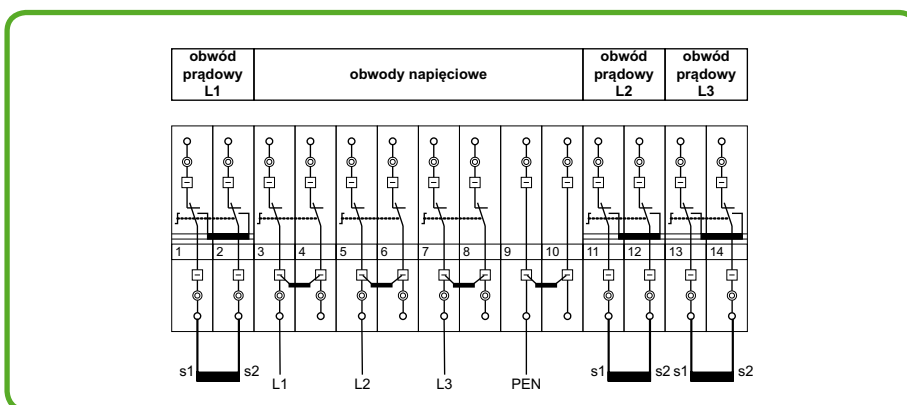 obwód prądowy L1
obwody napięciowe
obwód prądowy L2
obwód prądowy L3
1 2 3 4 5 6 7 8 9 10 11 12 13 14
s1 s2 L1 L2 L3 PEN s1 s2 s1 s2